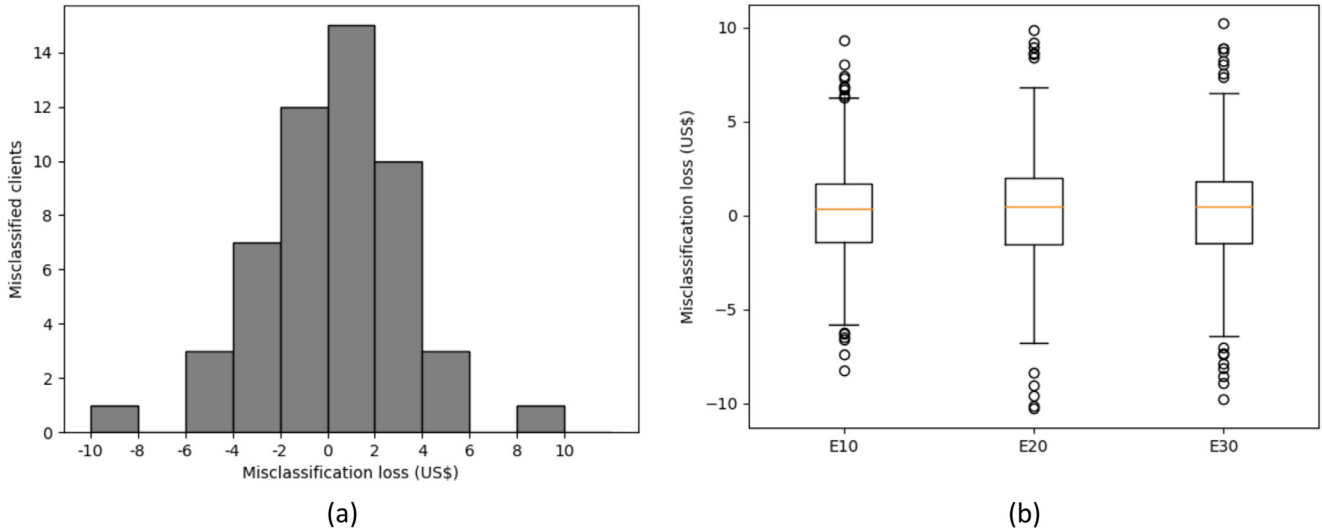 14
12
10
8
6
4
2
0
Misclassified clients
-10 -8 -6 -4 -2 0 2 4 6 8 10
Misclassification loss (US$)
(a)
10
5
0
−5
−10
Misclassification loss (US$)
E10 E20 E30
(b)